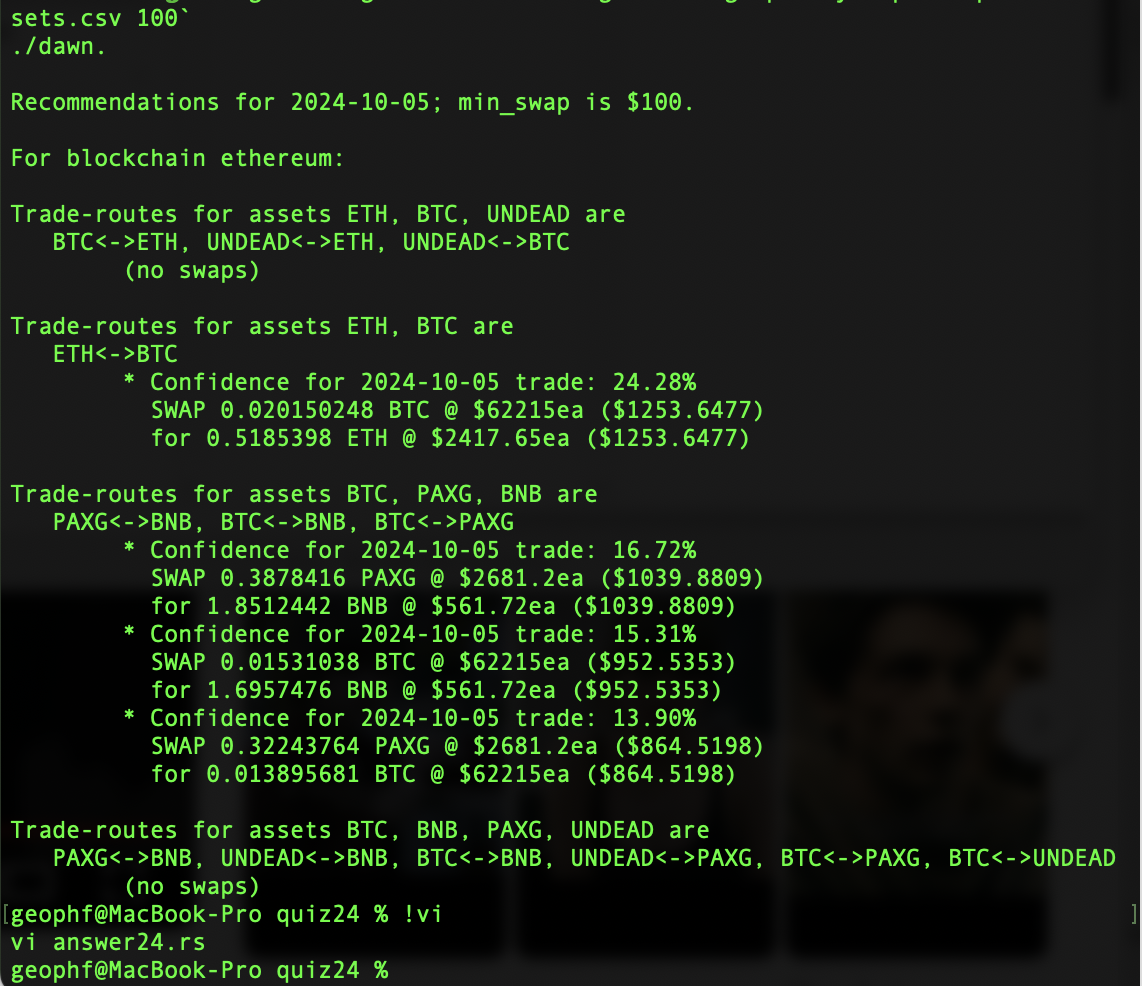 sets.csv 100`
./dawn.
Recommendations for 2024-10-05; min_swap is $100.
For blockchain ethereum:
Trade-routes for assets ETH, BTC, UNDEAD are
BTC<->ETH, UNDEAD<->ETH, UNDEAD<->BTC
(no swaps)
Trade-routes for assets ETH, BTC are
ETH<->BTC
* Confidence for 2024-10-05 trade: 24.28%
SWAP 0.020150248 BTC @ $62215ea ($1253.6477)
for 0.5185398 ETH @ $2417.65ea ($1253.6477)
Trade-routes for assets BTC, PAXG, BNB are
PAXG<->BNB, BTC<->BNB, BTC<->PAXG
* Confidence for 2024-10-05 trade: 16.72%
SWAP 0.3878416 PAXG @ $2681.2ea ($1039.8809)
for 1.8512442 BNB @ $561.72ea ($1039.8809)
* Confidence for 2024-10-05 trade: 15.31%
SWAP 0.01531038 BTC @ $62215ea ($952.5353)
for 1.6957476 BNB @ $561.72ea ($952.5353)
* Confidence for 2024-10-05 trade: 13.90%
SWAP 0.32243764 PAXG @ $2681.2ea ($864.5198)
for 0.013895681 BTC @ $62215ea ($864.5198)
Trade-routes for assets BTC, BNB, PAXG, UNDEAD are
PAXG<->BNB, UNDEAD<->BNB, BTC<->BNB, UNDEAD<->PAXG, BTC<->PAXG, BTC<->UNDEAD
(no swaps)
[geophf@MacBook-Pro quiz24 % !vi ]
vi answer24.rs
geophf@MacBook-Pro quiz24 %